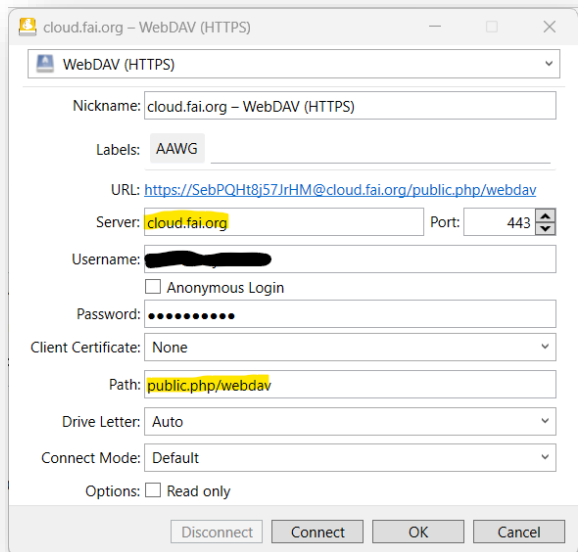 cloud.fai.org – WebDAV (HTTPS)
WebDAV (HTTPS)
Nickname: cloud.fai.org – WebDAV (HTTPS)
Labels: AAWG
URL: https://SebPQHt8j57JrHM@cloud.fai.org/public.php/webdav
Server: cloud.fai.org Port: 443
Username:
Anonymous Login
Password: ●●●●●●●●●●
Client Certificate: None
Path: public.php/webdav
Drive Letter: Auto
Connect Mode: Default
Options: Read only
Disconnect Connect OK Cancel